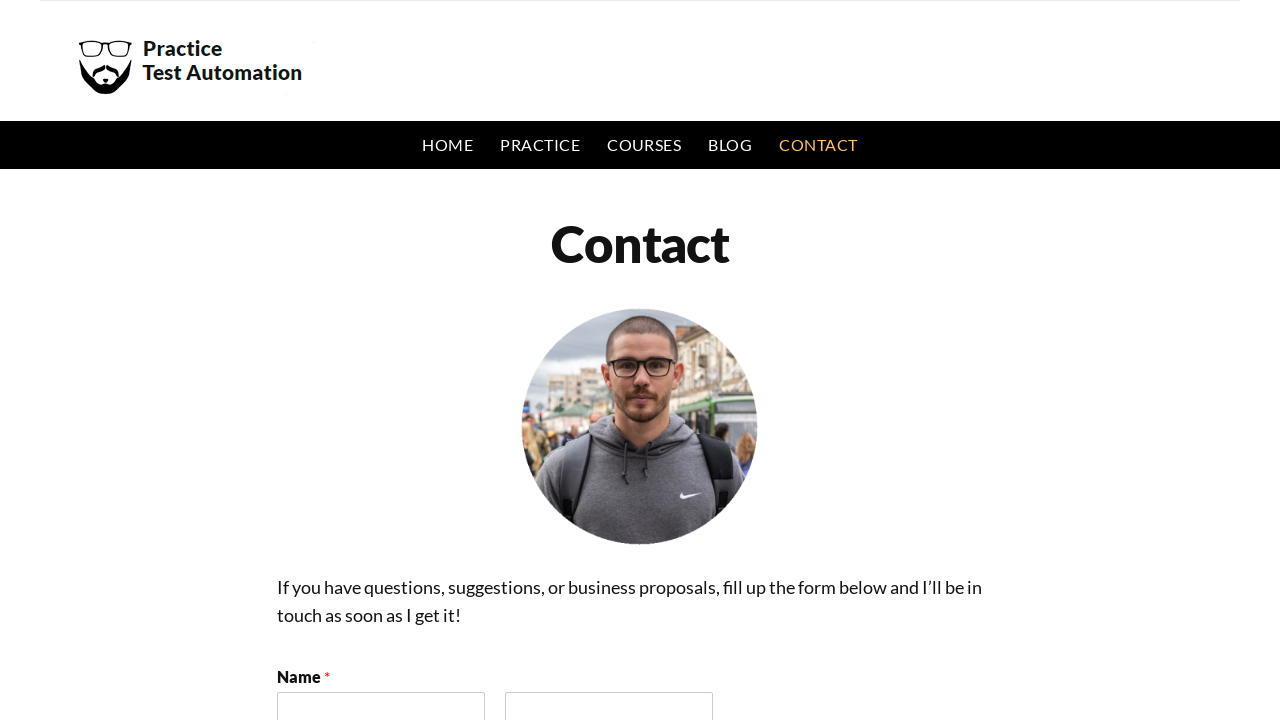 Practice
Test Automation
HOME PRACTICE COURSES BLOG CONTACT
Contact
If you have questions, suggestions, or business proposals, fill up the form below and I’ll be in
touch as soon as I get it!
Name *